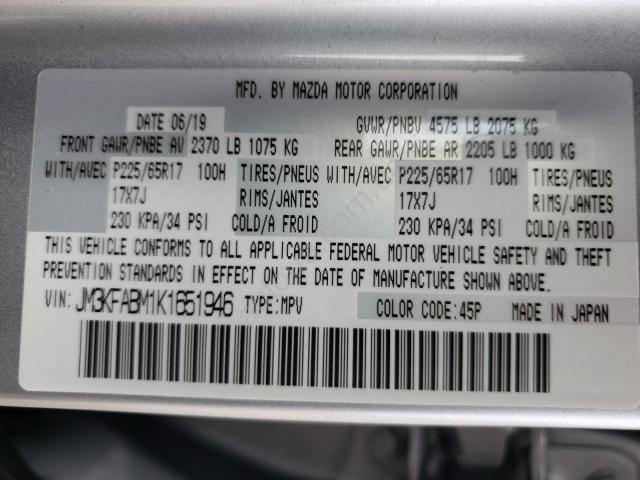 MFD. BY MAZDA MOTOR CORPORATION
DATE 06/19 GVWR/PNBV 4575 LB 2075 KG
FRONT GAWR/PNBE AV 2370 LB 1075 KG REAR GAWR/PNBE AR 2205 LB 1000 KG
WITH/AVEC P225/65R17 100H TIRES/PNEUS WITH/AVEC P225/65R17 100H TIRES/PNEUS
17X7J RIMS/JANTES 17X7J RIMS/JANTES
230 KPA/34 PSI COLD/A FROID 230 KPA/34 PSI COLD/A FROID
THIS VEHICLE CONFORMS TO ALL APPLICABLE FEDERAL MOTOR VEHICLE SAFETY AND THEFT
PREVENTION STANDARDS IN EFFECT ON THE DATE OF MANUFACTURE SHOWN ABOVE.
VIN: JM3KFABM1K1651946 TYPE:MPV COLOR CODE:45P MADE IN JAPAN